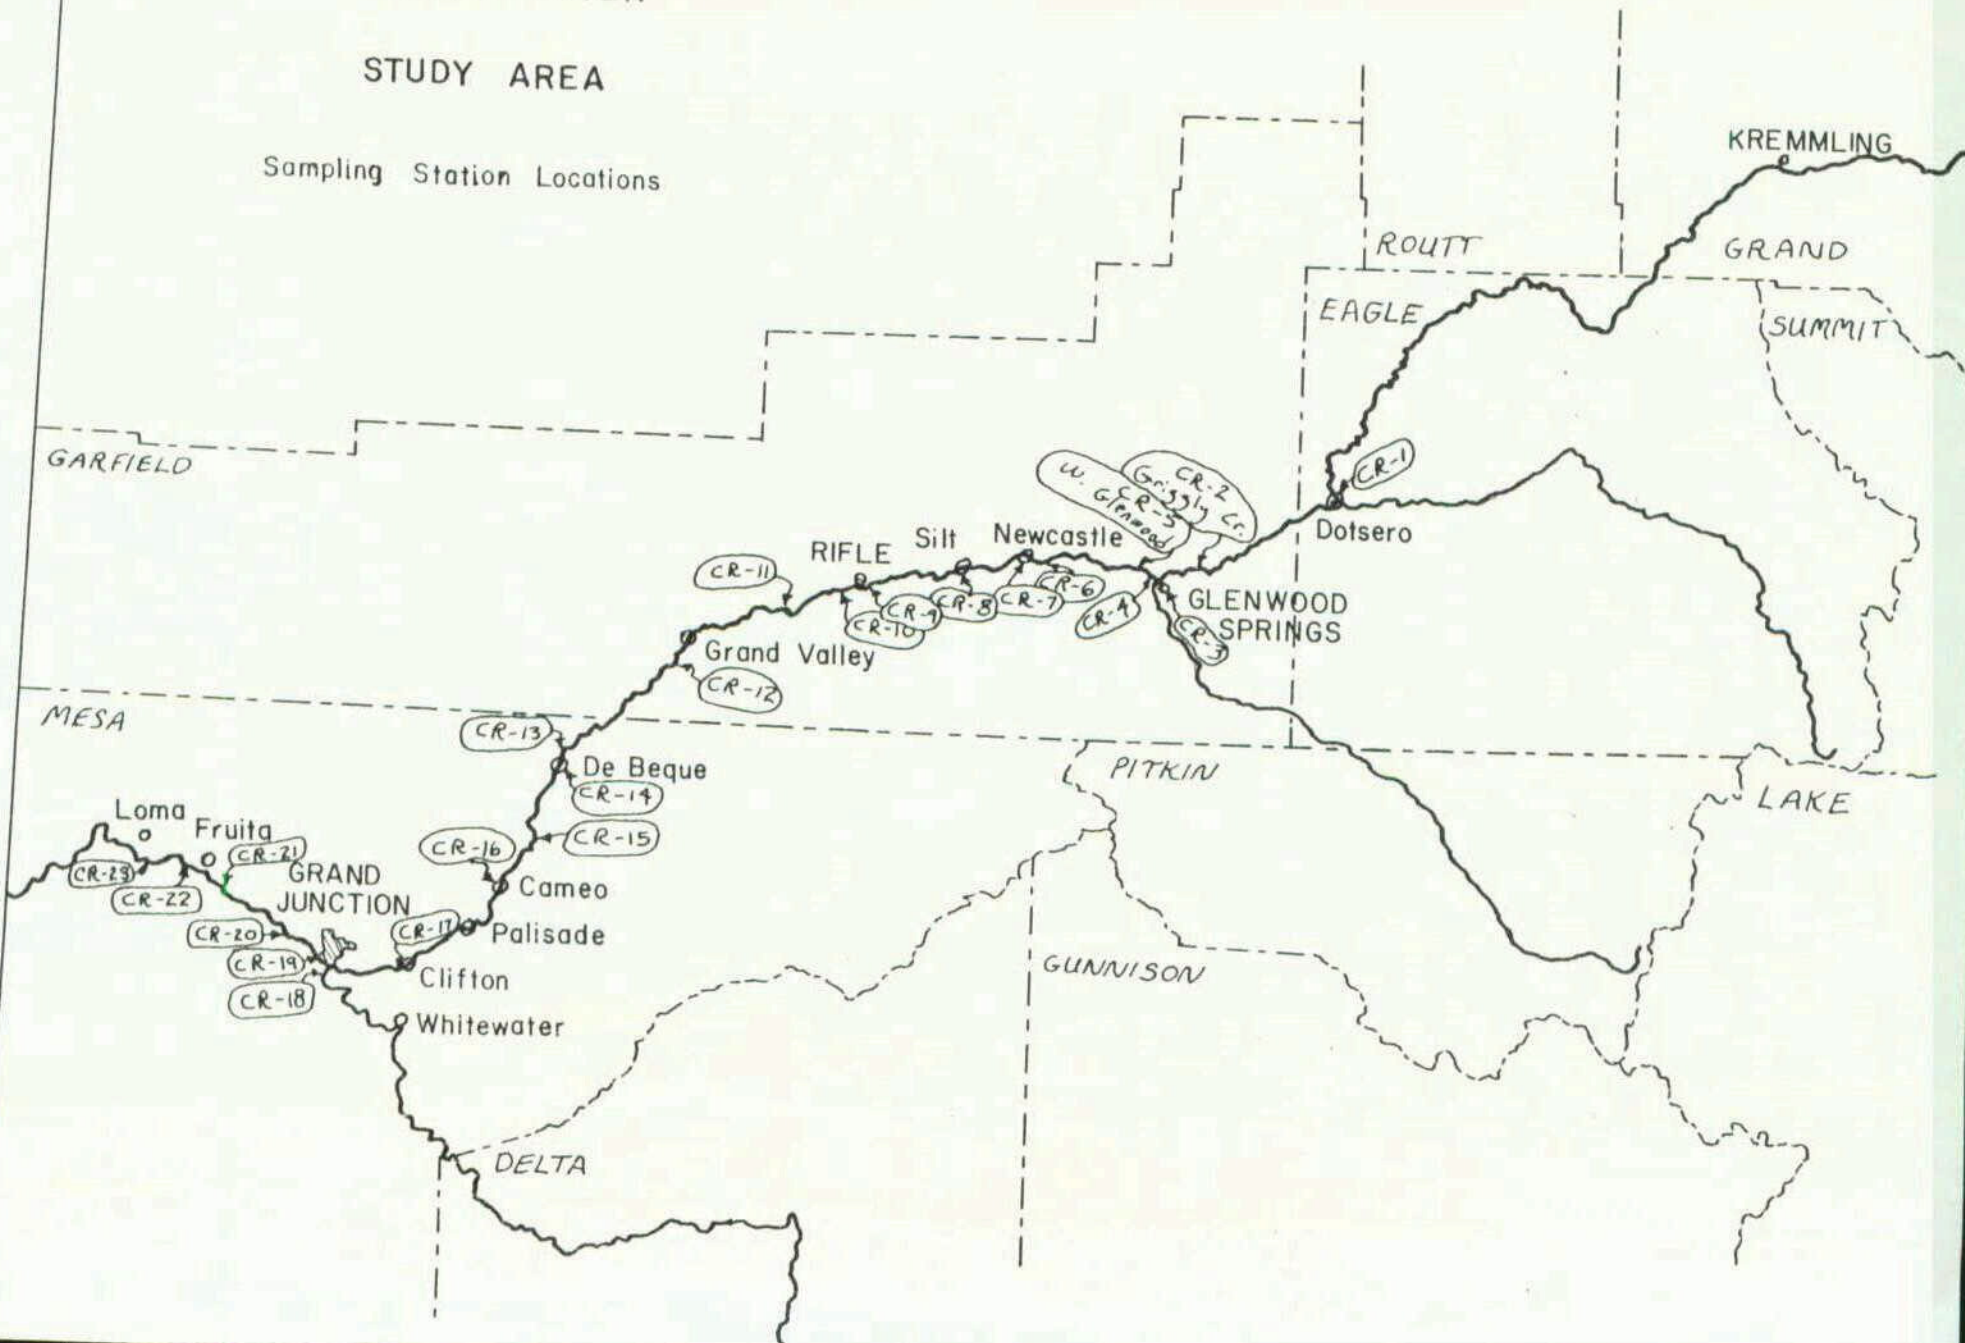 STUDY AREA
Sampling Station Locations
KREMMLING
ROUTT
GRAND
EAGLE
SUMMIT
GARFIELD
CR-1
CR-2
Griggly Cr.
W. Glenwood
CR-5
Dotsero
Newcastle
Silt
RIFLE
CR-11
CR-6
CR-7
CR-8
CR-9
CR-10
CR-4
GLENWOOD
SPRINGS
CR-3
Grand Valley
CR-12
MESA
CR-13
De Beque
CR-14
PITKIN
LAKE
Loma
Fruita
CR-21
CR-16
CR-15
GRAND
JUNCTION
CR-23
CR-22
Cameo
CR-17
Palisade
CR-20
CR-19
Clifton
CR-18
GUNNISON
Whitewater
DELTA